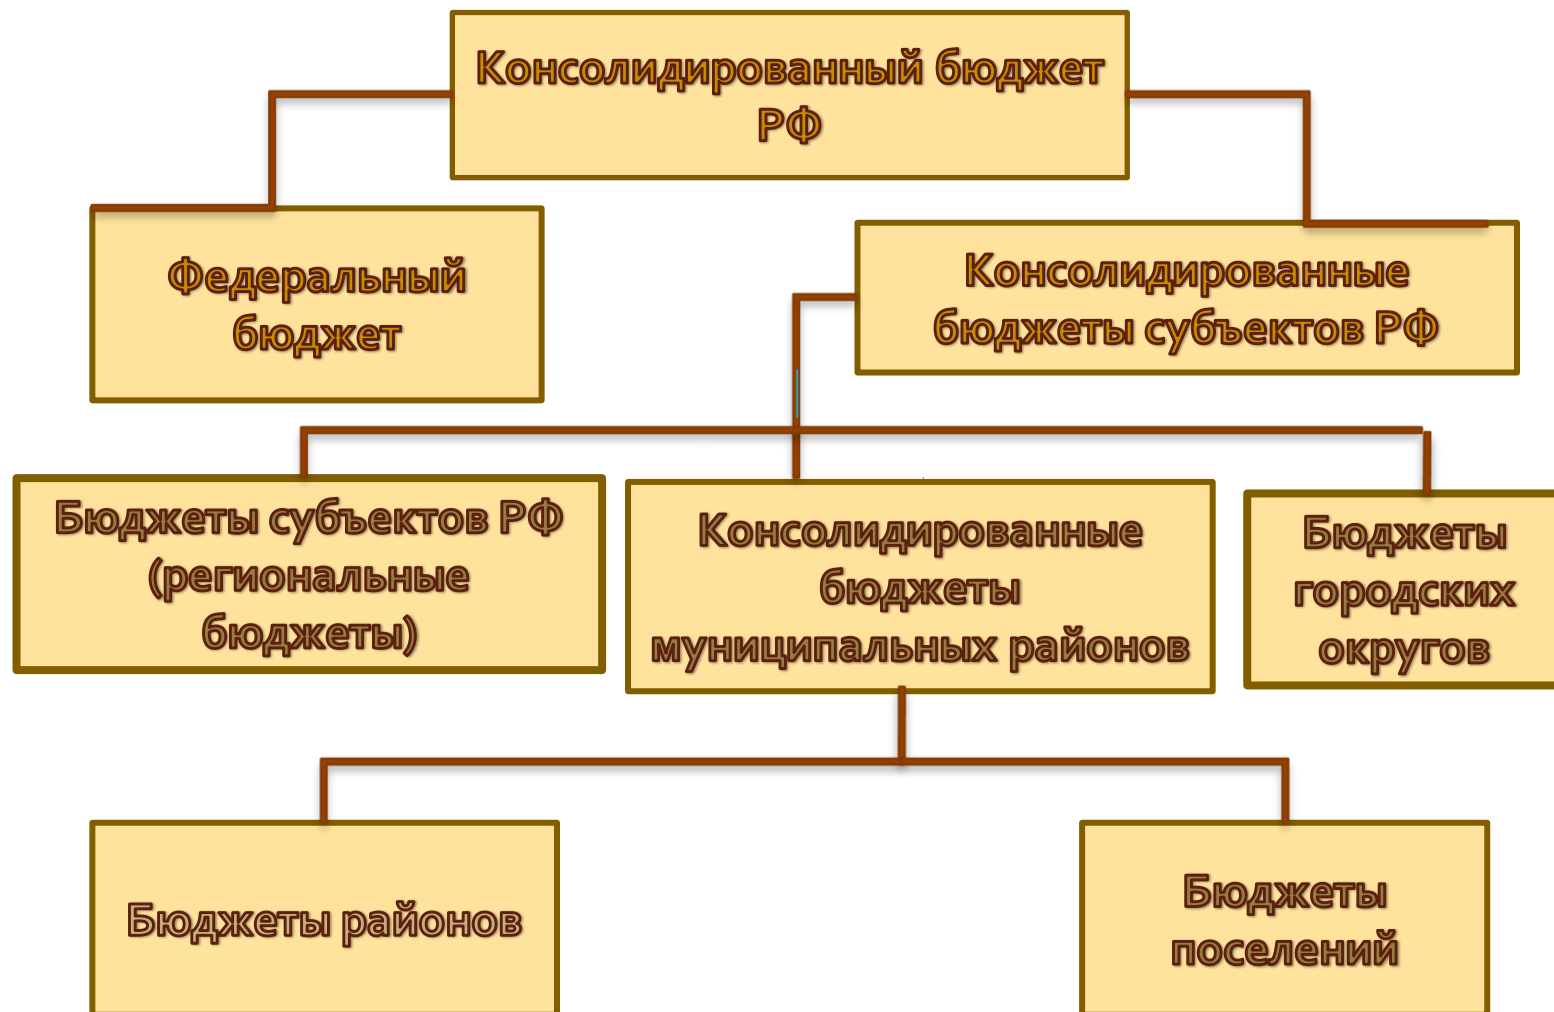 Консолидированный бюджет
РФ
Федеральный
бюджет
Консолидированные
бюджеты субъектов РФ
Бюджеты субъектов РФ
(региональные
бюджеты)
Консолидированные
бюджеты
муниципальных районов
Бюджеты
городских
округов
Бюджеты районов
Бюджеты
поселений